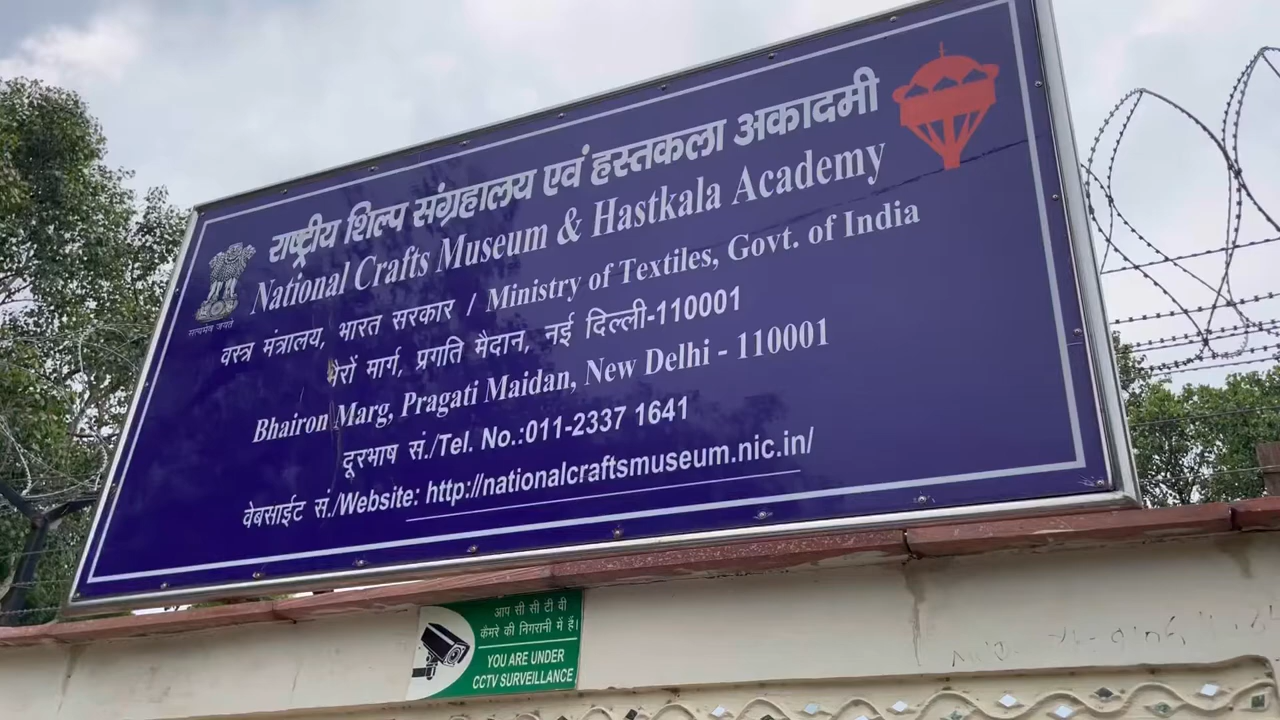 राष्ट्रीय शिल्प संग्रहालय एवं हस्तकला अकादमी
National Crafts Museum & Hastkala Academy
सत्यमेव जयते
वस्त्र मंत्रालय, भारत सरकार / Ministry of Textiles, Govt. of India
भैरों मार्ग, प्रगति मैदान, नई दिल्ली-110001
Bhairon Marg, Pragati Maidan, New Delhi - 110001
दूरभाष सं./Tel. No.:011-2337 1641
वेबसाईट सं./Website: http://nationalcraftsmuseum.nic.in/
आप सी सी टी वी
कैमरे की निगरानी में हैं।
YOU ARE UNDER
CCTV SURVEILLANCE